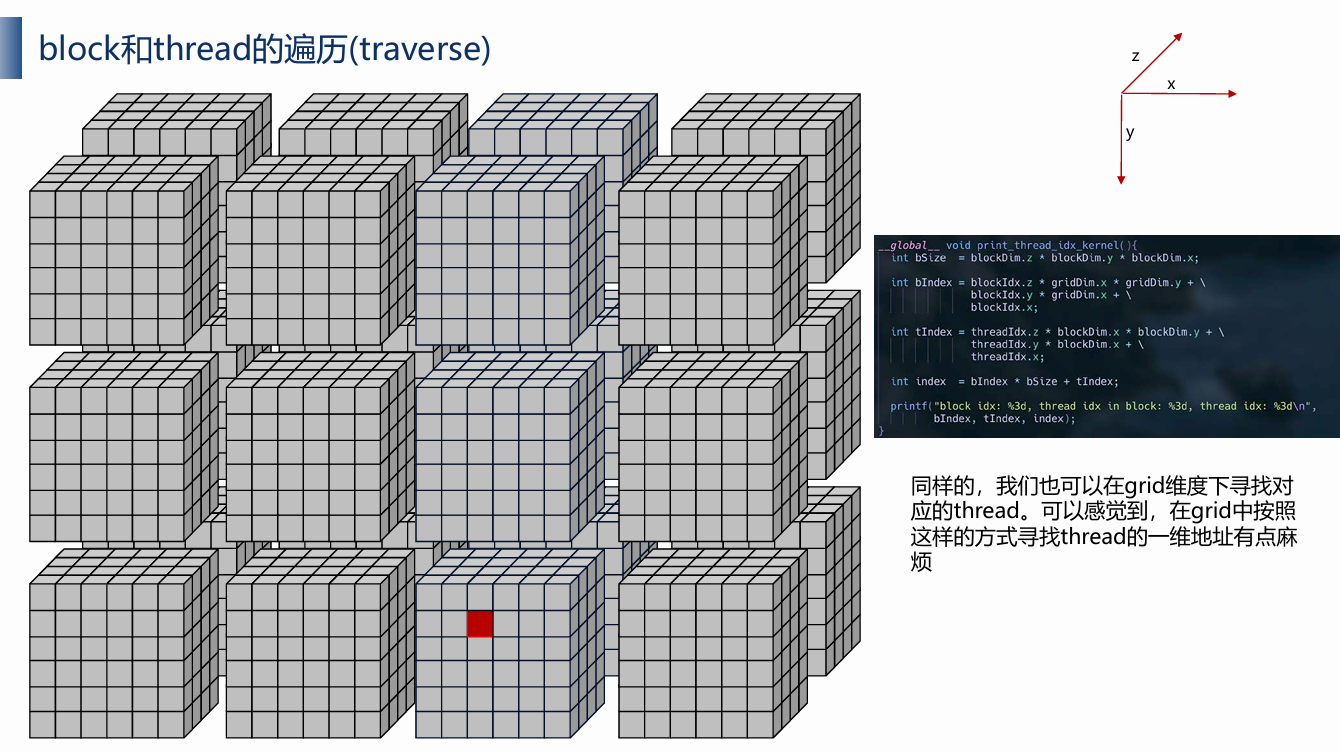 block和thread的遍历(traverse)
z
x
y
__global__ void print_thread_idx_kernel(){
int bSize = blockDim.z * blockDim.y * blockDim.x;
int bIndex = blockIdx.z * gridDim.x * gridDim.y + \
blockIdx.y * gridDim.x + \
blockIdx.x;
int tIndex = threadIdx.z * blockDim.x * blockDim.y + \
threadIdx.y * blockDim.x + \
threadIdx.x;
int index = bIndex * bSize + tIndex;
printf("block idx: %3d, thread idx in block: %3d, thread idx: %3d\n",
bIndex, tIndex, index);
}
同样的，我们也可以在grid维度下寻找对
应的thread。可以感觉到，在grid中按照
这样的方式寻找thread的一维地址有点麻
烦